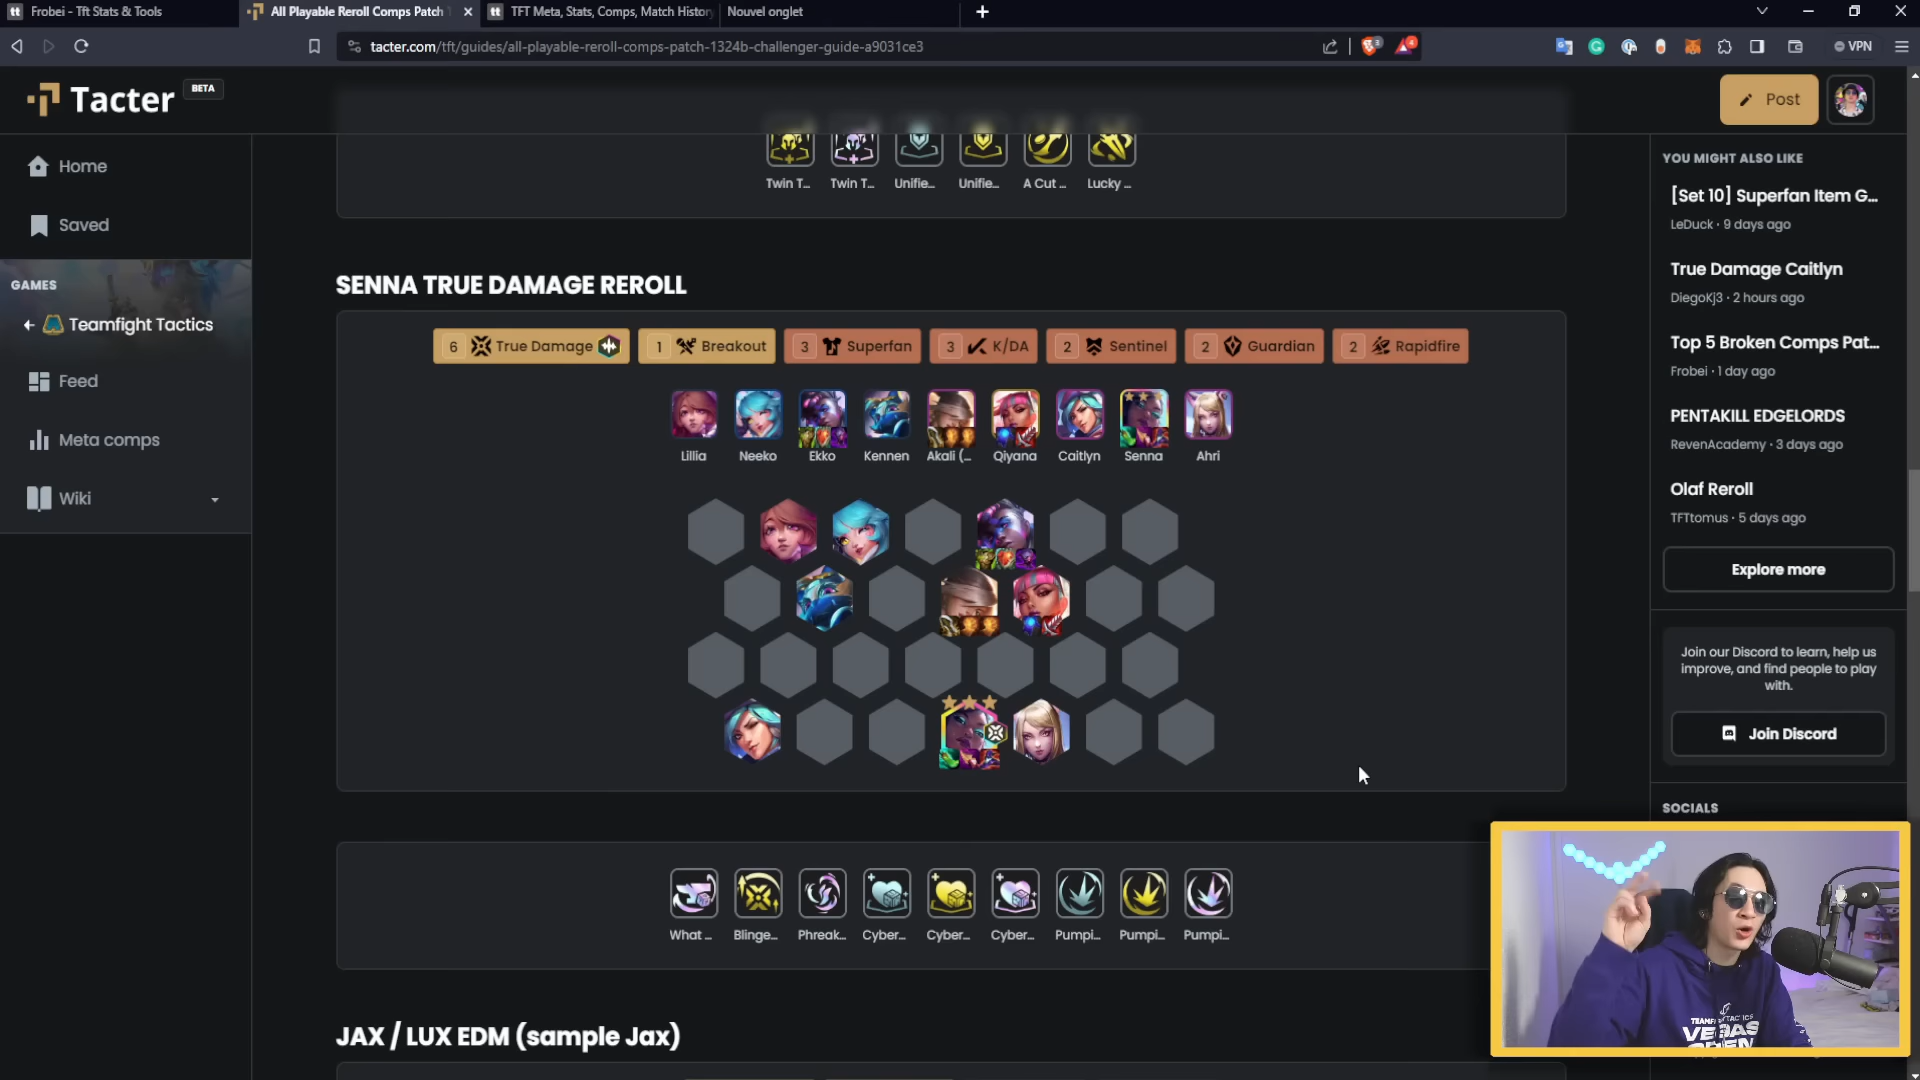 Frobei - Tft Stats & Tools
All Playable Reroll Comps Patch
TFT Meta, Stats, Comps, Match History
Nouvel onglet
tacter.com/tft/guides/all-playable-reroll-comps-patch-1324b-challenger-guide-a9031ce3
VPN
Tacter
BETA
Post
Home
Saved
GAMES
Teamfight Tactics
Feed
Meta comps
Wiki
Twin T...
Twin T...
Unifie...
Unifie...
A Cut ...
Lucky ...
SENNA TRUE DAMAGE REROLL
6 True Damage
1 Breakout
3 Superfan
3 K/DA
2 Sentinel
2 Guardian
2 Rapidfire
Lillia
Neeko
Ekko
Kennen
Akali (...
Qiyana
Caitlyn
Senna
Ahri
What ...
Blinge...
Phreak...
Cyber...
Cyber...
Cyber...
Pumpi...
Pumpi...
Pumpi...
JAX / LUX EDM (sample Jax)
YOU MIGHT ALSO LIKE
[Set 10] Superfan Item G...
LeDuck · 9 days ago
True Damage Caitlyn
DiegoKj3 · 2 hours ago
Top 5 Broken Comps Pat...
Frobei · 1 day ago
PENTAKILL EDGELORDS
RevenAcademy · 3 days ago
Olaf Reroll
TFTtomus · 5 days ago
Explore more
Join our Discord to learn, help us
improve, and find people to play
with.
Join Discord
SOCIALS
VEGAS
OPEN